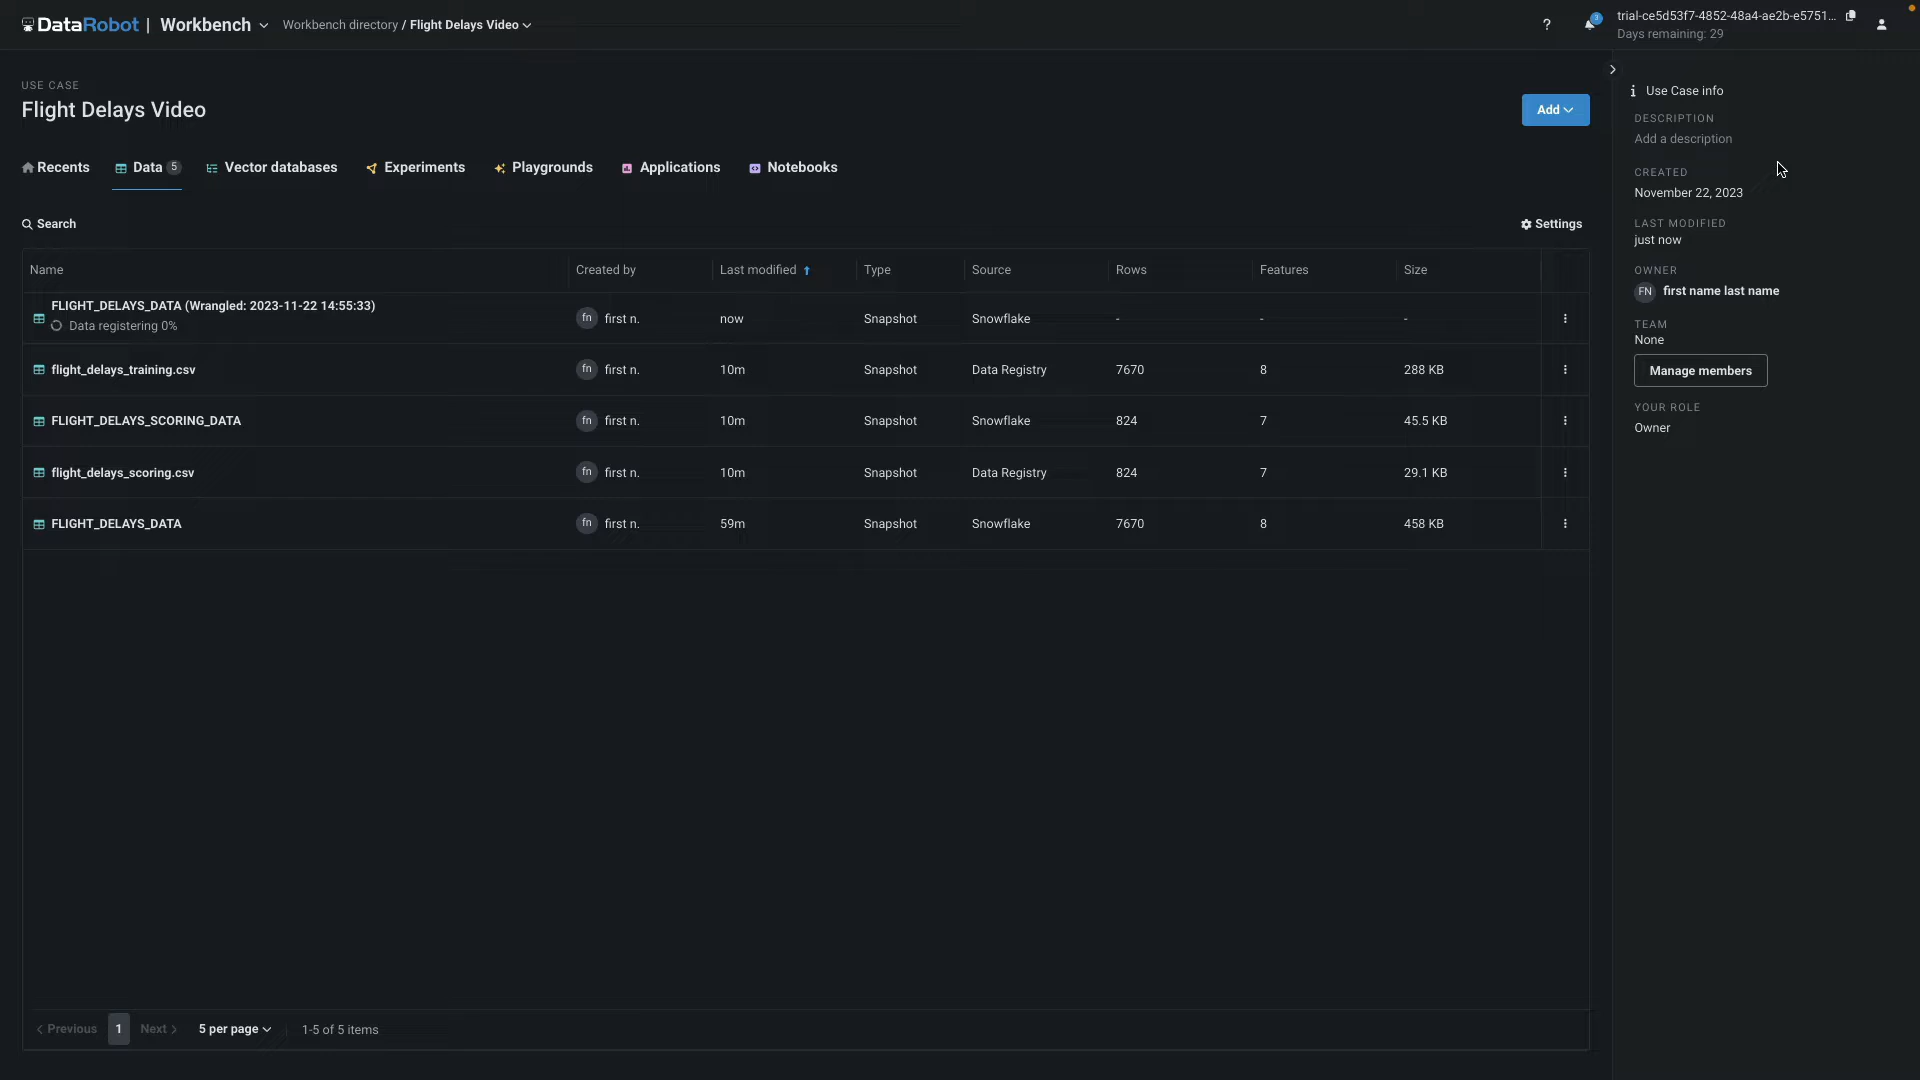 DataRobot | Workbench Workbench directory / Flight Delays Video
? 3 trial-ce5d53f7-4852-48a4-ae2b-e5751...
Days remaining: 29
USE CASE
Flight Delays Video
Add
Recents Data 5 Vector databases Experiments Playgrounds Applications Notebooks
Search Settings
Name Created by Last modified Type Source Rows Features Size
FLIGHT_DELAYS_DATA (Wrangled: 2023-11-22 14:55:33)
Data registering 0%
fn first n. now Snapshot Snowflake - - -
flight_delays_training.csv fn first n. 10m Snapshot Data Registry 7670 8 288 KB
FLIGHT_DELAYS_SCORING_DATA fn first n. 10m Snapshot Snowflake 824 7 45.5 KB
flight_delays_scoring.csv fn first n. 10m Snapshot Data Registry 824 7 29.1 KB
FLIGHT_DELAYS_DATA fn first n. 59m Snapshot Snowflake 7670 8 458 KB
Previous 1 Next 5 per page 1-5 of 5 items
Use Case info
DESCRIPTION
Add a description
CREATED
November 22, 2023
LAST MODIFIED
just now
OWNER
FN first name last name
TEAM
None
Manage members
YOUR ROLE
Owner